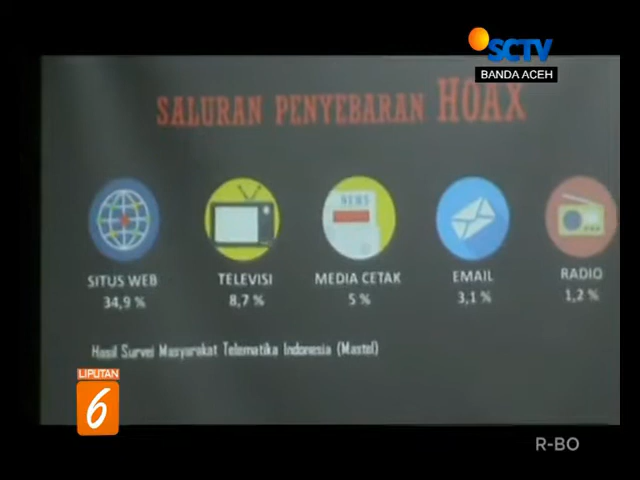 SCTV
BANDA ACEH
SALURAN PENYEBARAN HOAX
NEWS
SITUS WEB
34,9 %
TELEVISI
8,7 %
MEDIA CETAK
5 %
EMAIL
3,1 %
RADIO
1,2 %
Hasil Survei Masyarakat Telematika Indonesia (Mastel)
LIPUTAN
6
R-BO